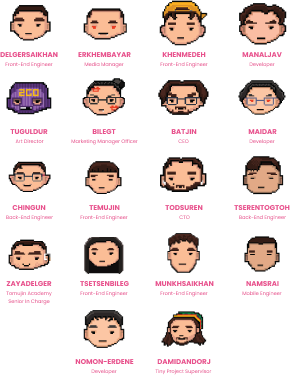 DELGERSAIKHAN ERKHEMBAYAR KHENMEDEH MANALJAV
Front-End Engineer Media Manager Front-End Engineer Developer
TUGULDUR BILEGT BATJIN MAIDAR
Art Director Marketing Manager Officer CEO Developer
CHINGUN TEMUJIN TODSUREN TSERENTOGTOH
Back-End Engineer Front-End Engineer CTO Back-End Engineer
ZAYADELGER TSETSENBILEG MUNKHSAIKHAN NAMSRAI
Temujin Academy Front-End Engineer Front-End Engineer Mobile Engineer
Senior In Charge
NOMON-ERDENE DAMIDANDORJ
Developer Tiny Project Supervisor